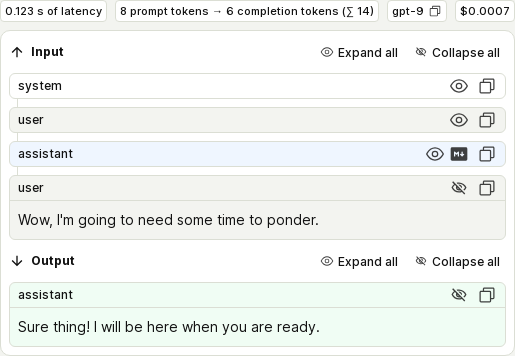 0.123 s of latency 8 prompt tokens → 6 completion tokens (∑ 14) gpt-9 $0.0007
Input Expand all Collapse all
system
user
assistant M↓
user
Wow, I'm going to need some time to ponder.
Output Expand all Collapse all
assistant
Sure thing! I will be here when you are ready.